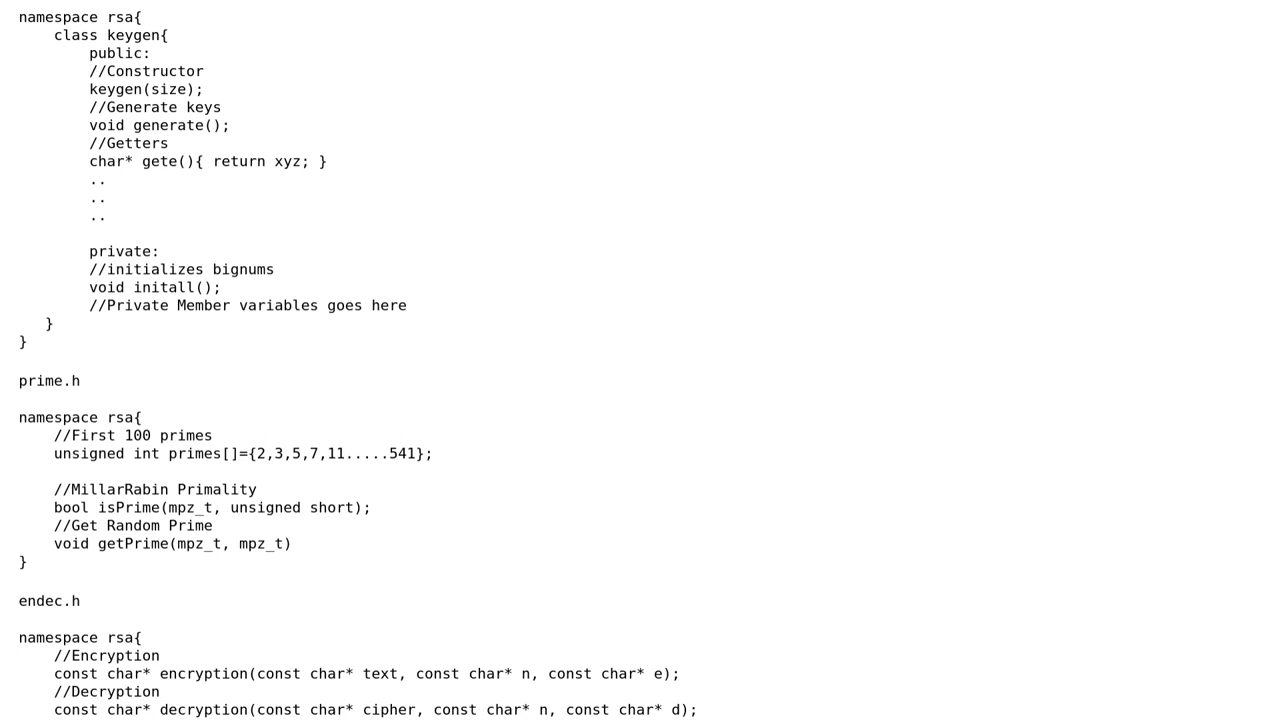 namespace rsa{
    class keygen{
        public:
        //Constructor
        keygen(size);
        //Generate keys
        void generate();
        //Getters
        char* gete(){ return xyz; }
        ..
        ..
        ..

        private:
        //initializes bignums
        void initall();
        //Private Member variables goes here
   }
}

prime.h

namespace rsa{
    //First 100 primes
    unsigned int primes[]={2,3,5,7,11.....541};

    //MillarRabin Primality
    bool isPrime(mpz_t, unsigned short);
    //Get Random Prime
    void getPrime(mpz_t, mpz_t)
}

endec.h

namespace rsa{
    //Encryption
    const char* encryption(const char* text, const char* n, const char* e);
    //Decryption
    const char* decryption(const char* cipher, const char* n, const char* d);